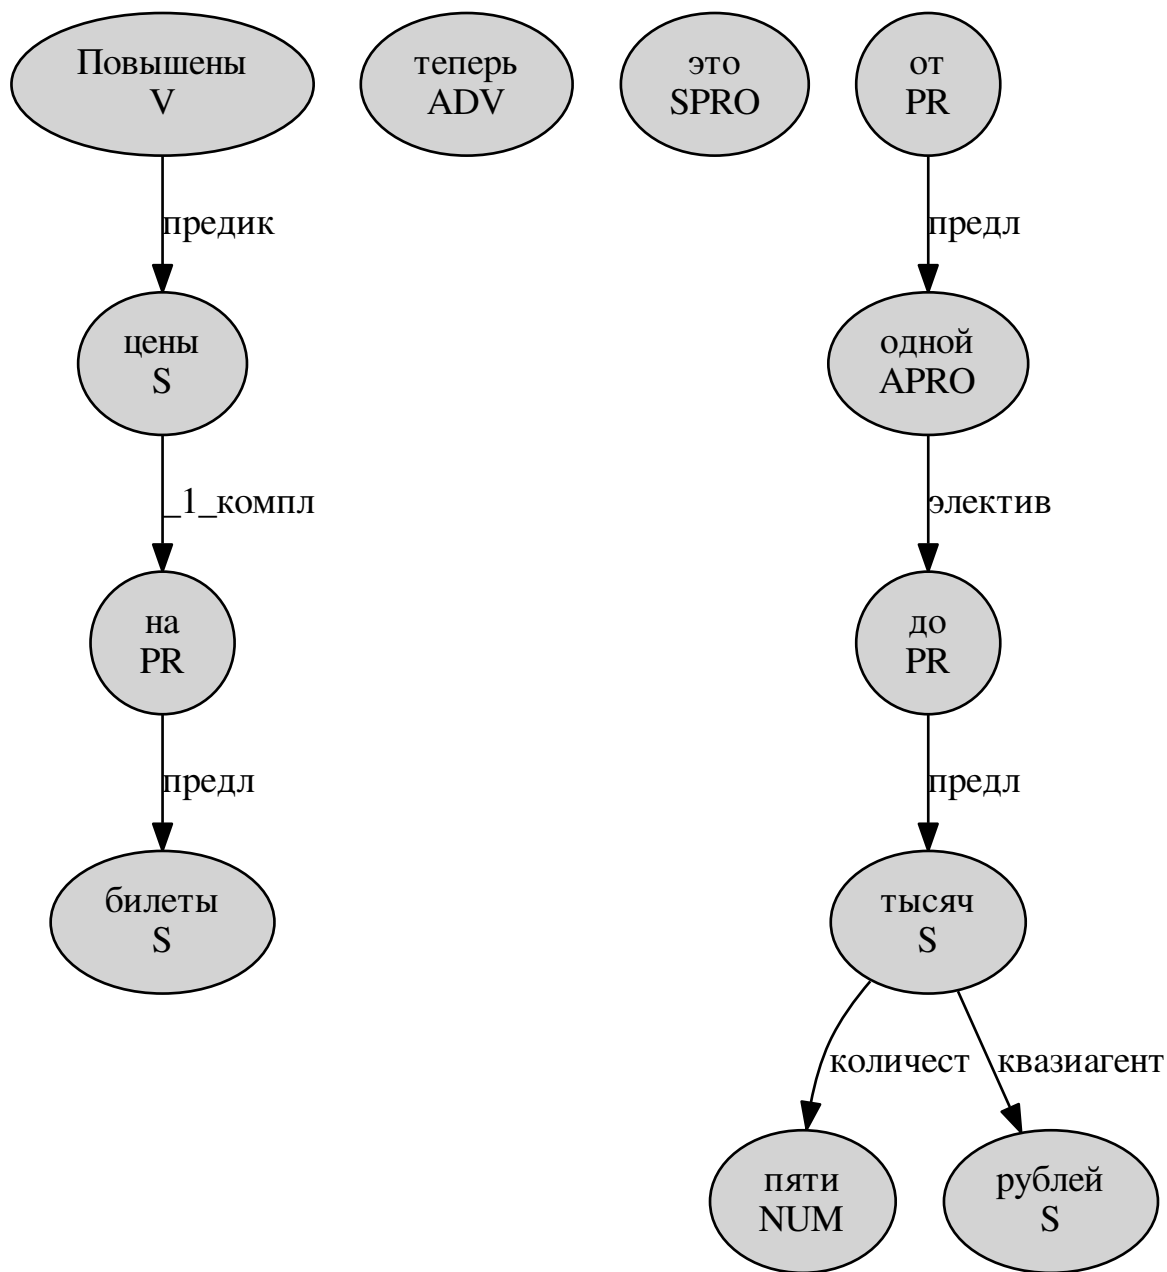 Повышены
V
теперь
ADV
это
SPRO
от
PR
предик
предл
цены
S
одной
APRO
_1_компл
электив
на
PR
до
PR
предл
предл
билеты
S
тысяч
S
количест
квазиагент
пяти
NUM
рублей
S